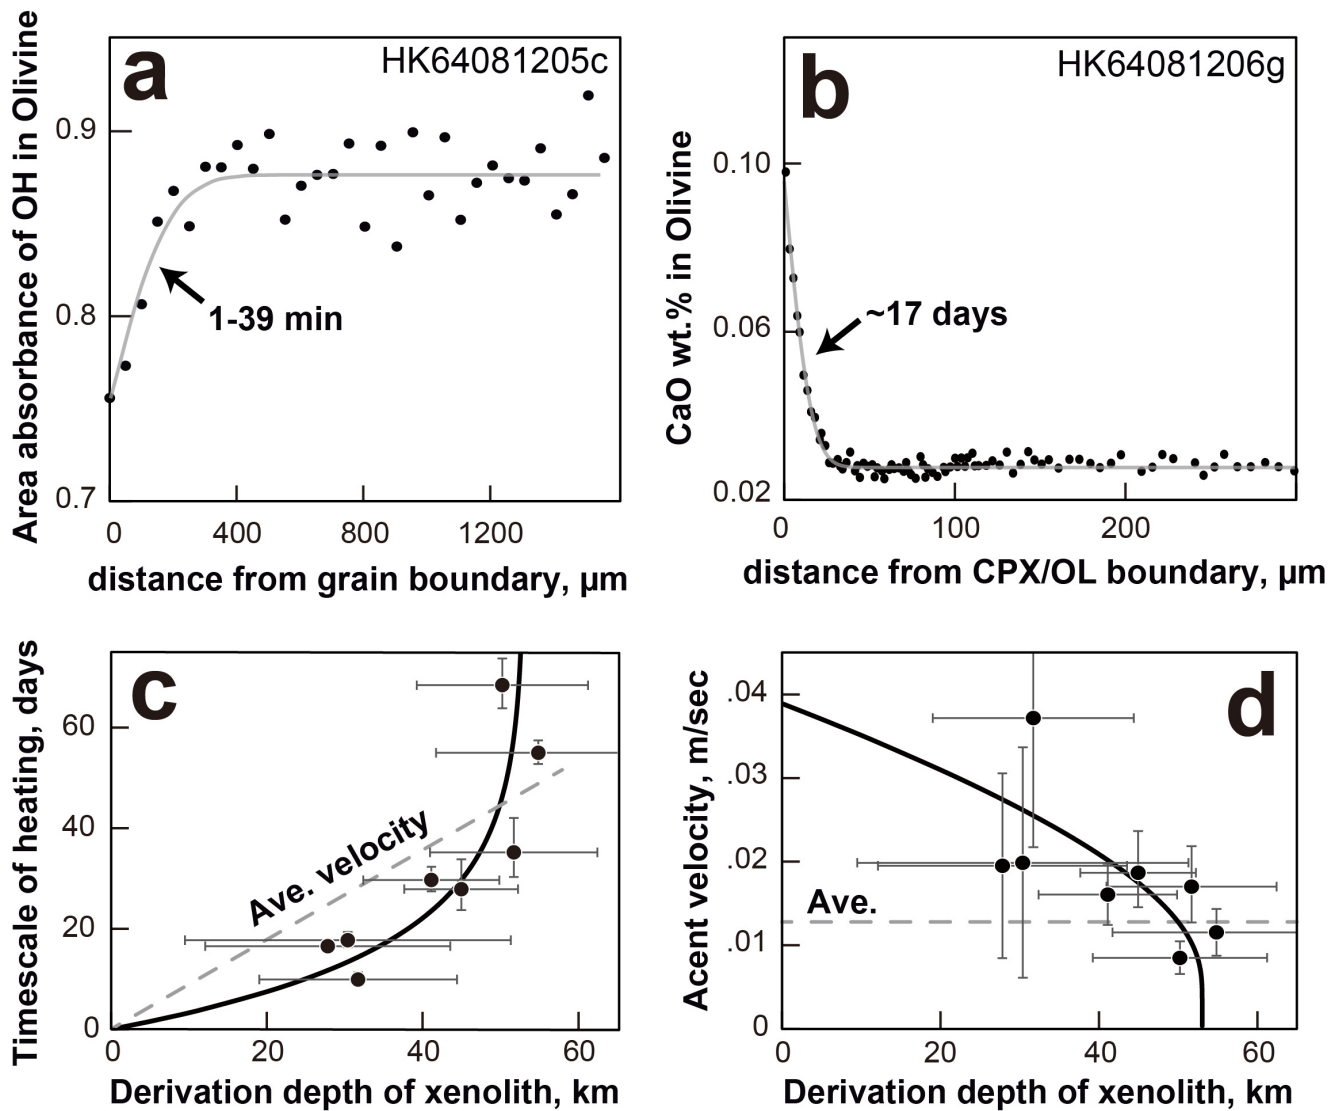 a
HK64081205c
Area absorbance of OH in Olivine
0.9
0.8
0.7
1-39 min
0 400 800 1200
distance from grain boundary, µm
b
HK64081206g
CaO wt.% in Olivine
0.10
0.06
0.02
~17 days
0 100 200
distance from CPX/OL boundary, µm
c
Timescale of heating, days
60
40
20
0
Ave. velocity
0 20 40 60
Derivation depth of xenolith, km
d
Acent velocity, m/sec
.04
.03
.02
.01
0
Ave.
0 20 40 60
Derivation depth of xenolith, km